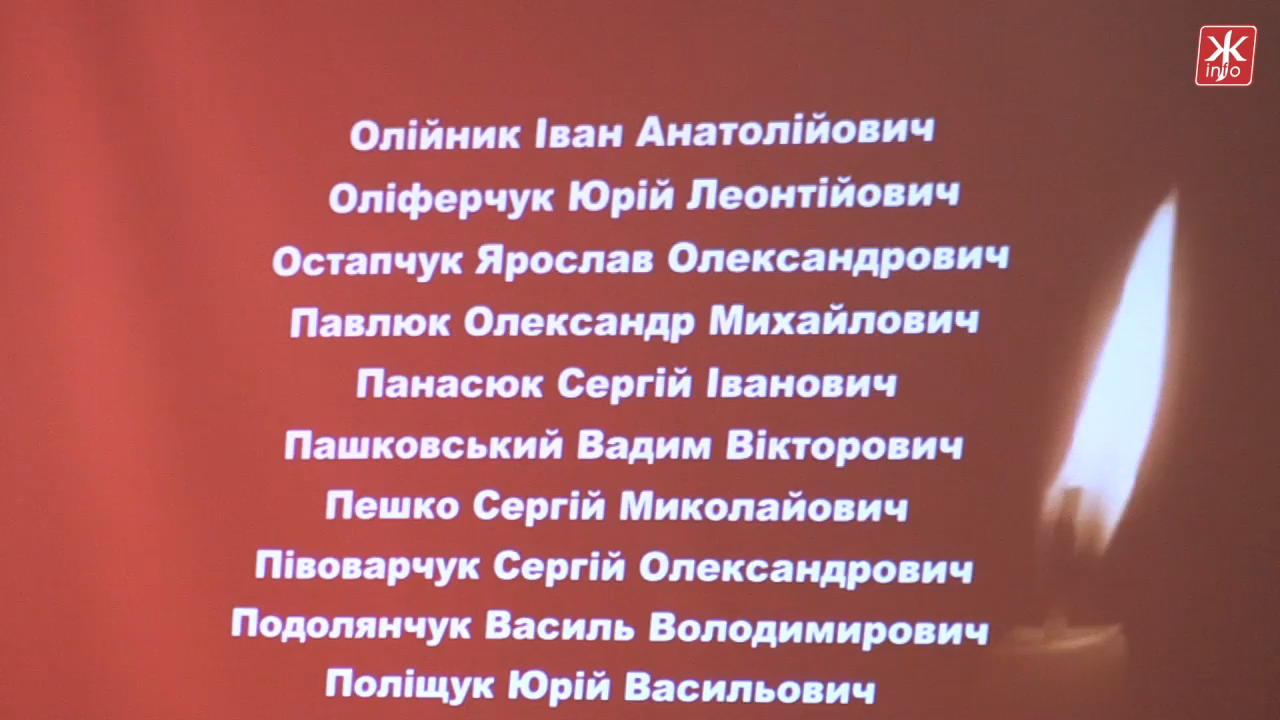 Ж
info
Олійник Іван Анатолійович
Оліферчук Юрій Леонтійович
Остапчук Ярослав Олександрович
Павлюк Олександр Михайлович
Панасюк Сергій Іванович
Пашковський Вадим Вікторович
Пешко Сергій Миколайович
Півоварчук Сергій Олександрович
Подолянчук Василь Володимирович
Поліщук Юрій Васильович